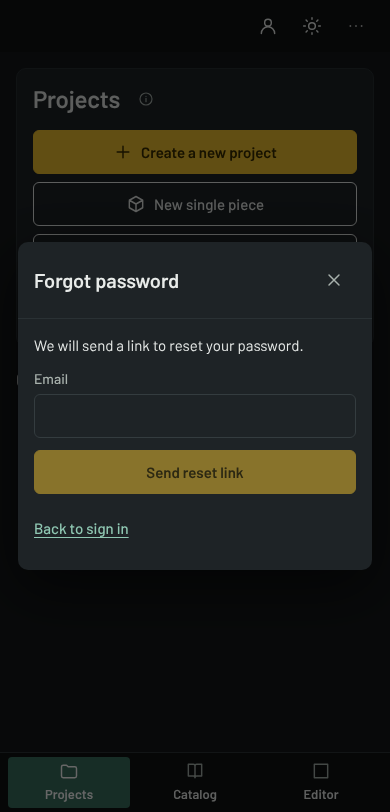 Projects
Create a new project
New single piece
Forgot password
We will send a link to reset your password.
Email
Send reset link
Back to sign in
Projects
Catalog
Editor